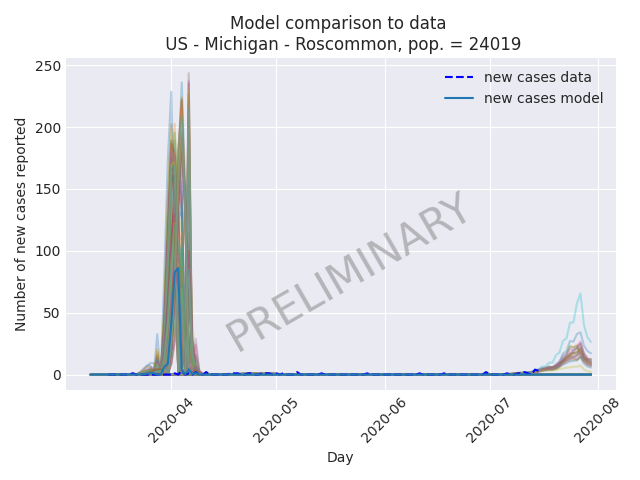 Model comparison to data
US - Michigan - Roscommon, pop. = 24019
250
200
150
100
50
0
Number of new cases reported
new cases data
new cases model
PRELIMINARY
2020-04
2020-05
2020-06
2020-07
2020-08
Day